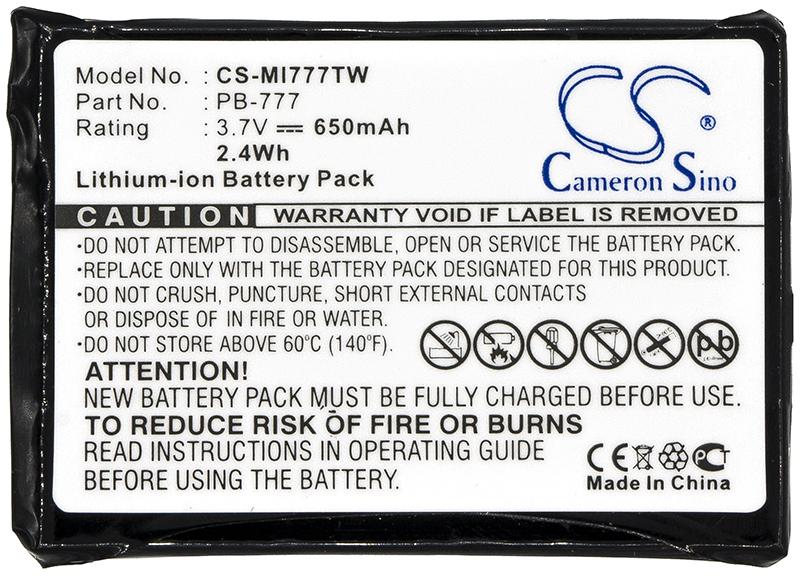 Model No. : CS-MI777TW
Part No. : PB-777
Rating : 3.7V ⎓ 650mAh
2.4Wh
Lithium-ion Battery Pack
CS ®
Cameron Sino
CAUTION WARRANTY VOID IF LABEL IS REMOVED
•DO NOT ATTEMPT TO DISASSEMBLE, OPEN OR SERVICE THE BATTERY PACK.
•REPLACE ONLY WITH THE BATTERY PACK DESIGNATED FOR THIS PRODUCT.
•DO NOT CRUSH, PUNCTURE, SHORT EXTERNAL CONTACTS
OR DISPOSE OF IN FIRE OR WATER.
•DO NOT STORE ABOVE 60°C (140°F).
pb
ATTENTION!
NEW BATTERY PACK MUST BE FULLY CHARGED BEFORE USE
TO REDUCE RISK OF FIRE OR BURNS
READ INSTRUCTIONS IN OPERATING GUIDE
BEFORE USING THE BATTERY.
CE PCT
Made In China